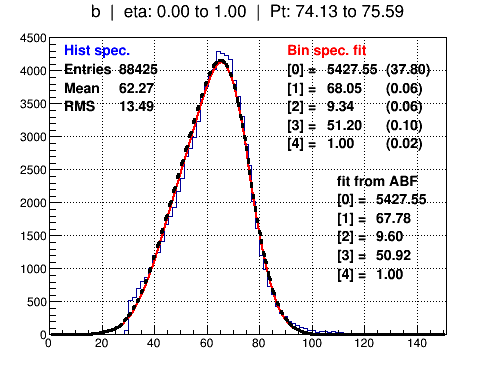 b | eta: 0.00 to 1.00 | Pt: 74.13 to 75.59
Hist spec.
Entries 88425
Mean 62.27
RMS 13.49
Bin spec. fit
[0] = 5427.55 (37.80)
[1] = 68.05 (0.06)
[2] = 9.34 (0.06)
[3] = 51.20 (0.10)
[4] = 1.00 (0.02)
fit from ABF
[0] = 5427.55
[1] = 67.78
[2] = 9.60
[3] = 50.92
[4] = 1.00
4500
4000
3500
3000
2500
2000
1500
1000
500
0
0 20 40 60 80 100 120 140